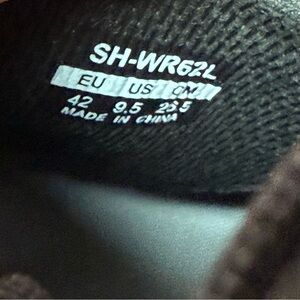 SH-WR62L
EU US CM
42 9.5 26.5
MADE IN CHINA